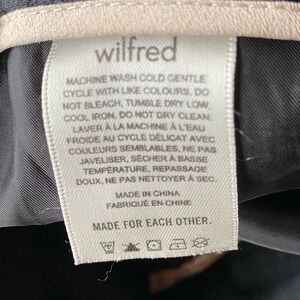 wilfred
MACHINE WASH COLD GENTLE
CYCLE WITH LIKE COLOURS, DO
NOT BLEACH, TUMBLE DRY LOW,
COOL IRON, DO NOT DRY CLEAN.
LAVER À LA MACHINE À L'EAU
FROIDE AU CYCLE DÉLICAT AVEC
COULEURS SEMBLABLES, NE PAS
JAVELISER, SÉCHER À BASSE
TEMPÉRATURE, REPASSAGE
DOUX, NE PAS NETTOYER À SEC.
MADE IN CHINA
FABRIQUÉ EN CHINE
MADE FOR EACH OTHER.